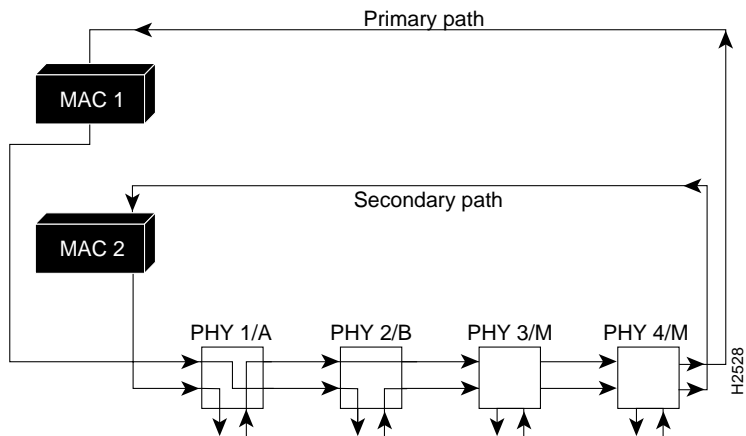 Primary path
MAC 1
Secondary path
MAC 2
PHY 1/A
PHY 2/B
PHY 3/M
PHY 4/M
H2528